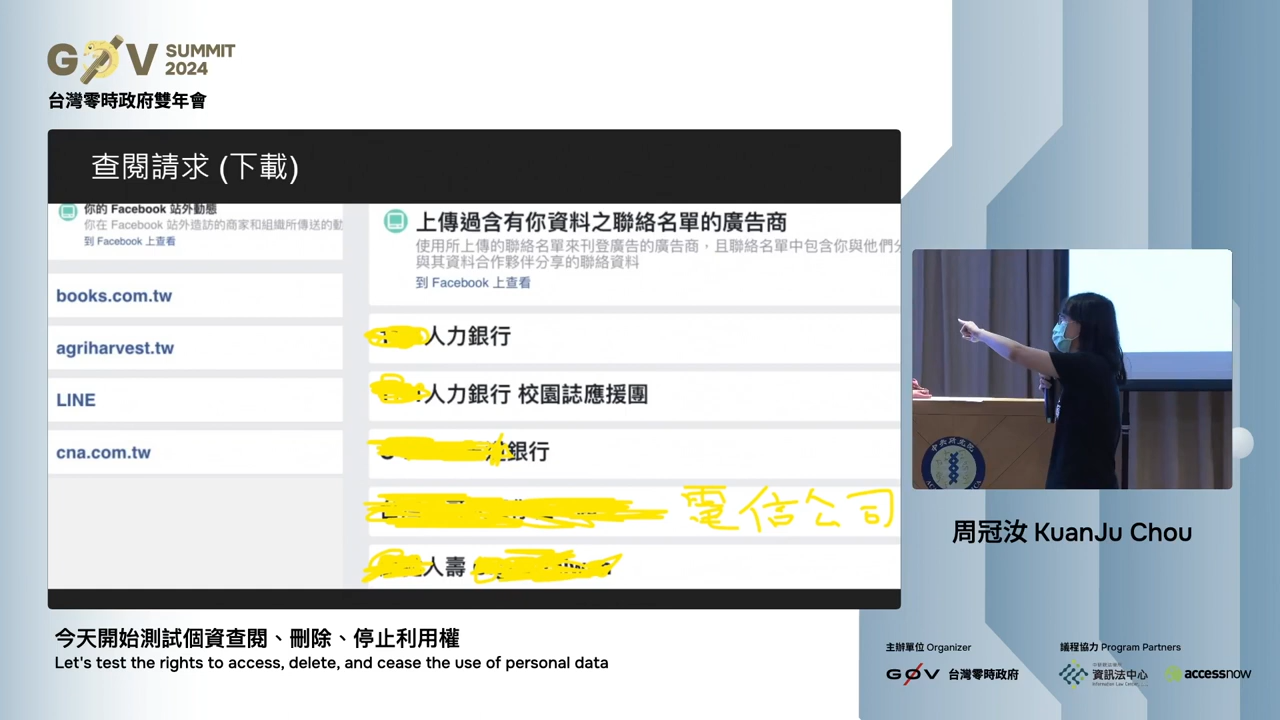 GØV SUMMIT
2024
台灣零時政府雙年會
查閱請求 (下載)
你的 Facebook 站外動態
你在 Facebook 站外造訪的商家和組織所傳送的動
到 Facebook 上查看
books.com.tw
agriharvest.tw
LINE
cna.com.tw
上傳過含有你資料之聯絡名單的廣告商
使用所上傳的聯絡名單來刊登廣告的廣告商，且聯絡名單中包含你與他們分
與其資料合作夥伴分享的聯絡資料
到 Facebook 上查看
人力銀行
人力銀行 校園誌應援團
銀行
電信公司
人壽
中央研究院
周冠汝 KuanJu Chou
今天開始測試個資查閱、刪除、停止利用權
Let's test the rights to access, delete, and cease the use of personal data
主辦單位 Organizer
GØV 台灣零時政府
議程協力 Program Partners
資訊法中心
Information Law Center
accessnow